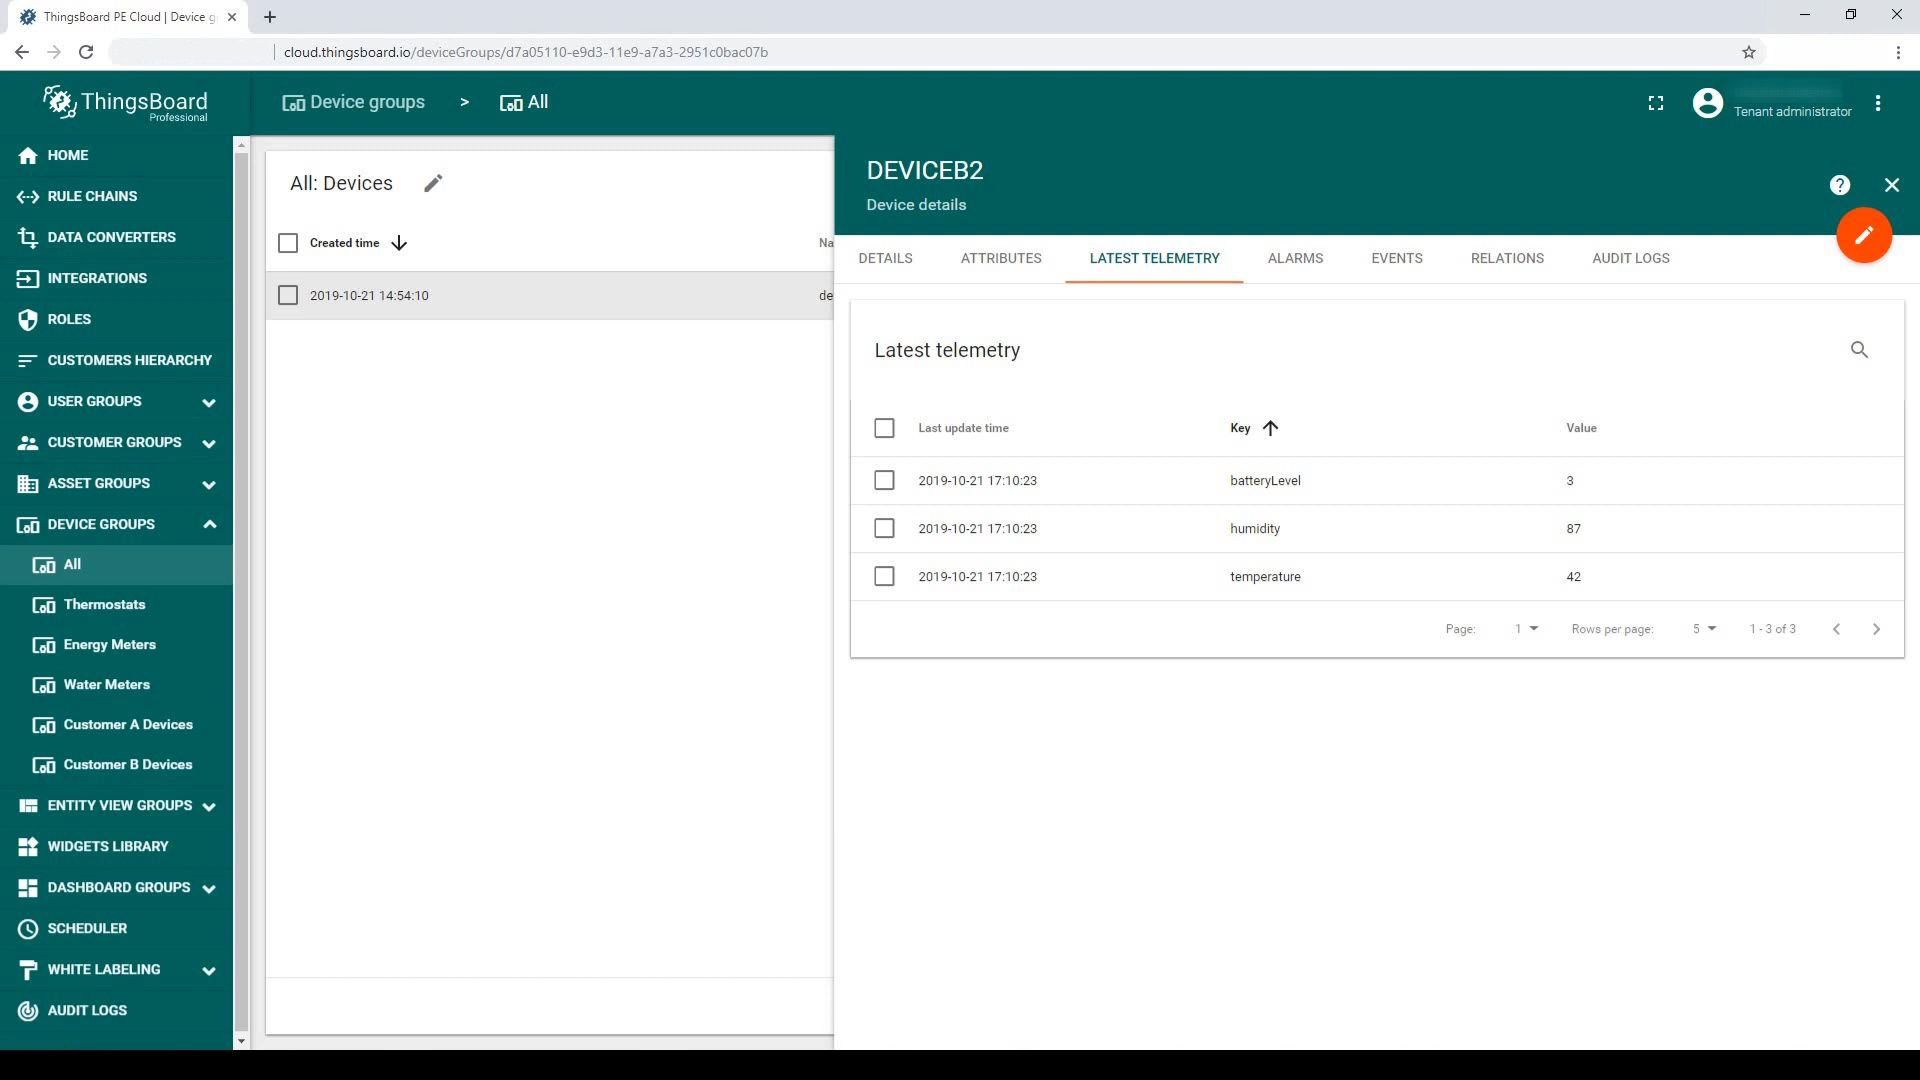 ThingsBoard PE Cloud | Device g
cloud.thingsboard.io/deviceGroups/d7a05110-e9d3-11e9-a7a3-2951c0bac07b
ThingsBoard
Professional
Device groups > All
Tenant administrator
HOME
RULE CHAINS
DATA CONVERTERS
INTEGRATIONS
ROLES
CUSTOMERS HIERARCHY
USER GROUPS
CUSTOMER GROUPS
ASSET GROUPS
DEVICE GROUPS
All
Thermostats
Energy Meters
Water Meters
Customer A Devices
Customer B Devices
ENTITY VIEW GROUPS
WIDGETS LIBRARY
DASHBOARD GROUPS
SCHEDULER
WHITE LABELING
AUDIT LOGS
All: Devices
Created time Na
2019-10-21 14:54:10 de
DEVICEB2
Device details
?
DETAILS ATTRIBUTES LATEST TELEMETRY ALARMS EVENTS RELATIONS AUDIT LOGS
Latest telemetry
Last update time Key Value
2019-10-21 17:10:23 batteryLevel 3
2019-10-21 17:10:23 humidity 87
2019-10-21 17:10:23 temperature 42
Page: 1 Rows per page: 5 1 - 3 of 3